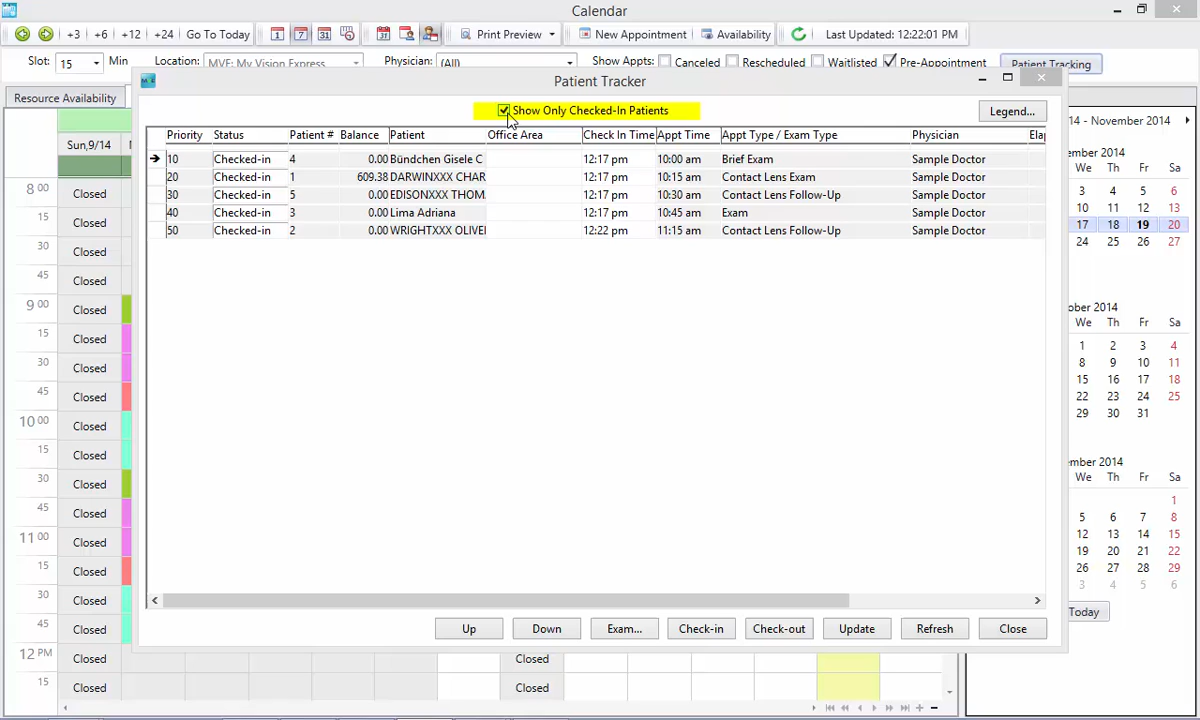 Calendar
+3 +6 +12 +24 Go To Today 1 7 31 Print Preview New Appointment Availability Last Updated: 12:22:01 PM
Slot: 15 Min Location: MVE: My Vision Express Physician: (All) Show Appts: Canceled Rescheduled Waitlisted Pre-Appointment Patient Tracking
Patient Tracker
Resource Availability
Show Only Checked-In Patients Legend...
14 - November 2014
Priority Status Patient # Balance Patient Office Area Check In Time Appt Time Appt Type / Exam Type Physician Elap
10 Checked-in 4 0.00 Bündchen Gisele C 12:17 pm 10:00 am Brief Exam Sample Doctor
20 Checked-in 1 609.38 DARWINXXX CHAR 12:17 pm 10:15 am Contact Lens Exam Sample Doctor
30 Checked-in 5 0.00 EDISONXXX THOM 12:17 pm 10:30 am Contact Lens Follow-Up Sample Doctor
40 Checked-in 3 0.00 Lima Adriana 12:17 pm 10:45 am Exam Sample Doctor
50 Checked-in 2 0.00 WRIGHTXXX OLIVE 12:22 pm 11:15 am Contact Lens Follow-Up Sample Doctor
Sun,9/14
8 00 Closed
15 Closed
30 Closed
45 Closed
9 00 Closed
15 Closed
30 Closed
45 Closed
10 00 Closed
15 Closed
30 Closed
45 Closed
11 00 Closed
15 Closed
30 Closed
45 Closed
12 PM Closed Closed
15 Closed Closed
ember 2014
We Th Fr Sa
3 4 5 6
10 11 12 13
17 18 19 20
24 25 26 27
ober 2014
We Th Fr Sa
1 2 3 4
8 9 10 11
15 16 17 18
22 23 24 25
29 30 31
mber 2014
We Th Fr Sa
1
5 6 7 8
12 13 14 15
19 20 21 22
26 27 28 29
3 4 5 6
Today
Up Down Exam... Check-in Check-out Update Refresh Close